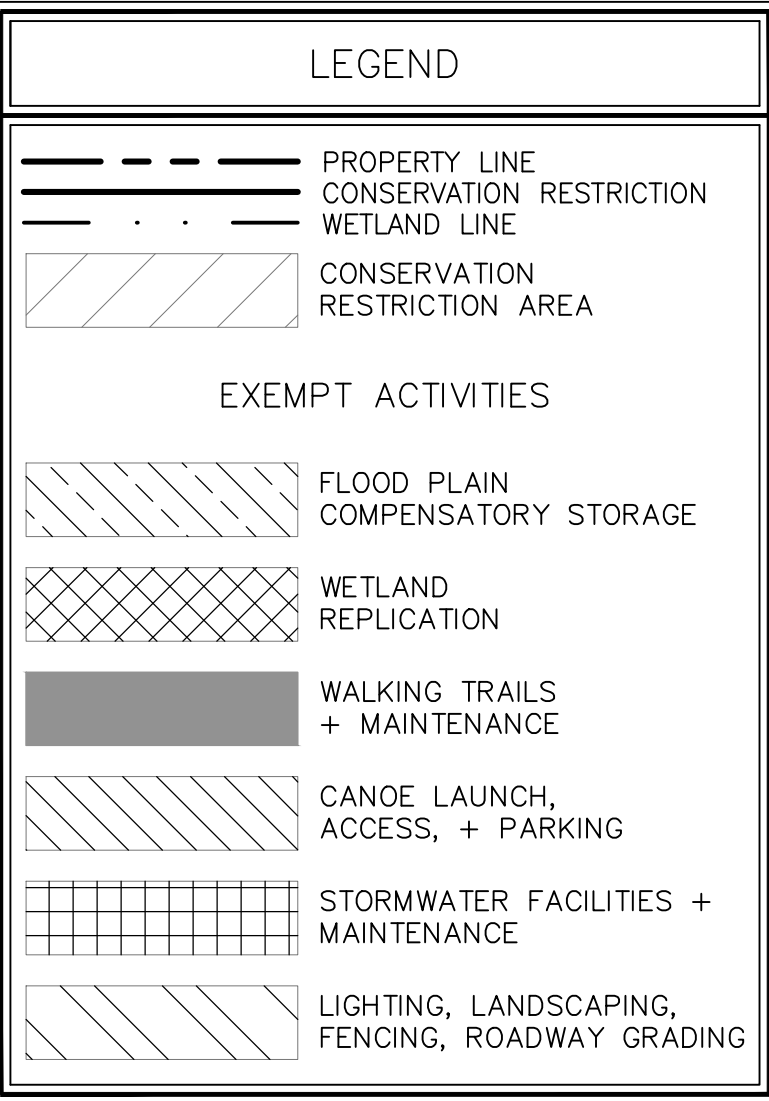 LEGEND
PROPERTY LINE
CONSERVATION RESTRICTION
WETLAND LINE
CONSERVATION
RESTRICTION AREA
EXEMPT ACTIVITIES
FLOOD PLAIN
COMPENSATORY STORAGE
WETLAND
REPLICATION
WALKING TRAILS
+ MAINTENANCE
CANOE LAUNCH,
ACCESS, + PARKING
STORMWATER FACILITIES +
MAINTENANCE
LIGHTING, LANDSCAPING,
FENCING, ROADWAY GRADING